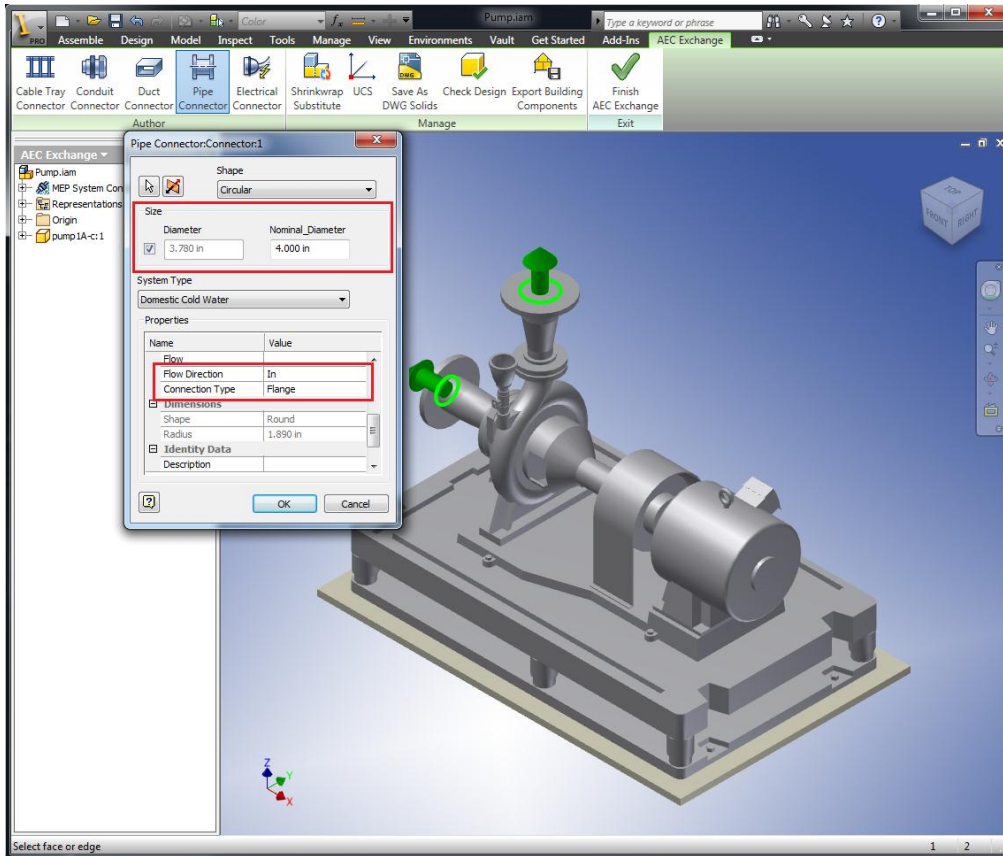 Color
fx
Pump.iam
Type a keyword or phrase
PRO
Assemble Design Model Inspect Tools Manage View Environments Vault Get Started Add-Ins AEC Exchange
Cable Tray Connector
Conduit Connector
Duct Connector
Pipe Connector
Electrical Connector
Shrinkwrap Substitute
UCS
DWG
Save As DWG Solids
Check Design
Export Building Components
Finish AEC Exchange
Author
Manage
Exit
AEC Exchange
Pump.iam
MEP System Con
Representations
Origin
pump1A-c:1
Pipe Connector:Connector:1
Shape
Circular
Size
Diameter Nominal_Diameter
3.780 in 4.000 in
System Type
Domestic Cold Water
Properties
Name Value
Flow
Flow Direction In
Connection Type Flange
Dimensions
Shape Round
Radius 1.890 in
Identity Data
Description
OK Cancel
TOP
FRONT RIGHT
Z
Y
X
Select face or edge
1 2